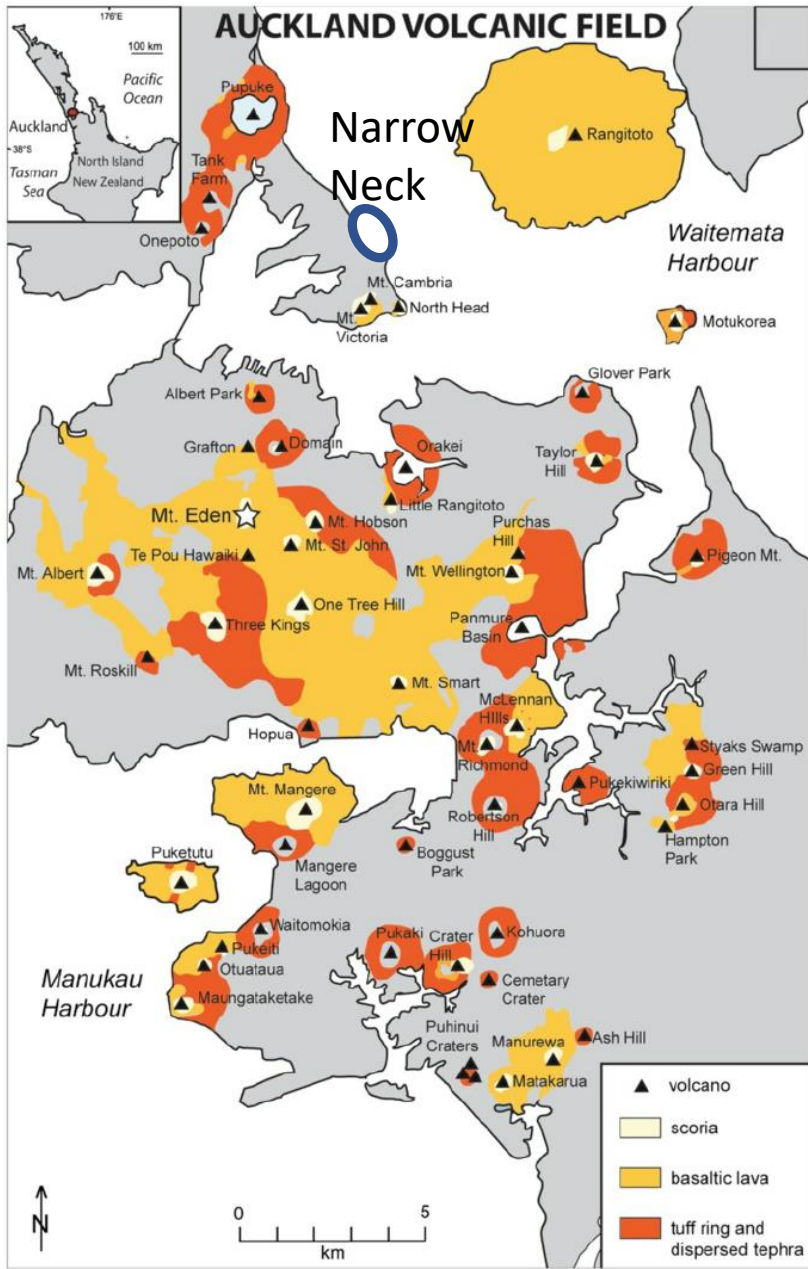 AUCKLAND VOLCANIC FIELD
176°E
100 km
Pacific
Ocean
Auckland
38°S
Tasman
Sea
North Island
New Zealand
Pupuke
Narrow
Neck
Rangitoto
Tank
Farm
Onepoto
Waitemata
Harbour
Mt. Cambria
North Head
Mt.
Victoria
Motukorea
Glover Park
Albert Park
Grafton
Domain
Orakei
Taylor
Hill
Little Rangitoto
Mt. Eden
Mt. Hobson
Purchas
Hill
Mt. St. John
Te Pou Hawaiki
Pigeon Mt.
Mt. Albert
Mt. Wellington
One Tree Hill
Three Kings
Panmure
Basin
Mt. Roskill
Mt. Smart
McLennan
HIlls
Hopua
Mt.
Richmond
Styaks Swamp
Green Hill
Pukekiwiriki
Mt. Mangere
Robertson
Hill
Otara Hill
Hampton
Park
Puketutu
Mangere
Lagoon
Boggust
Park
Waitomokia
Pukaki
Crater
Hill
Kohuora
Pukeiti
Otuataua
Manukau
Harbour
Maungataketake
Cemetary
Crater
Puhinui
Craters
Manurewa
Ash Hill
Matakarua
volcano
scoria
basaltic lava
tuff ring and
dispersed tephra
N
0
5
km